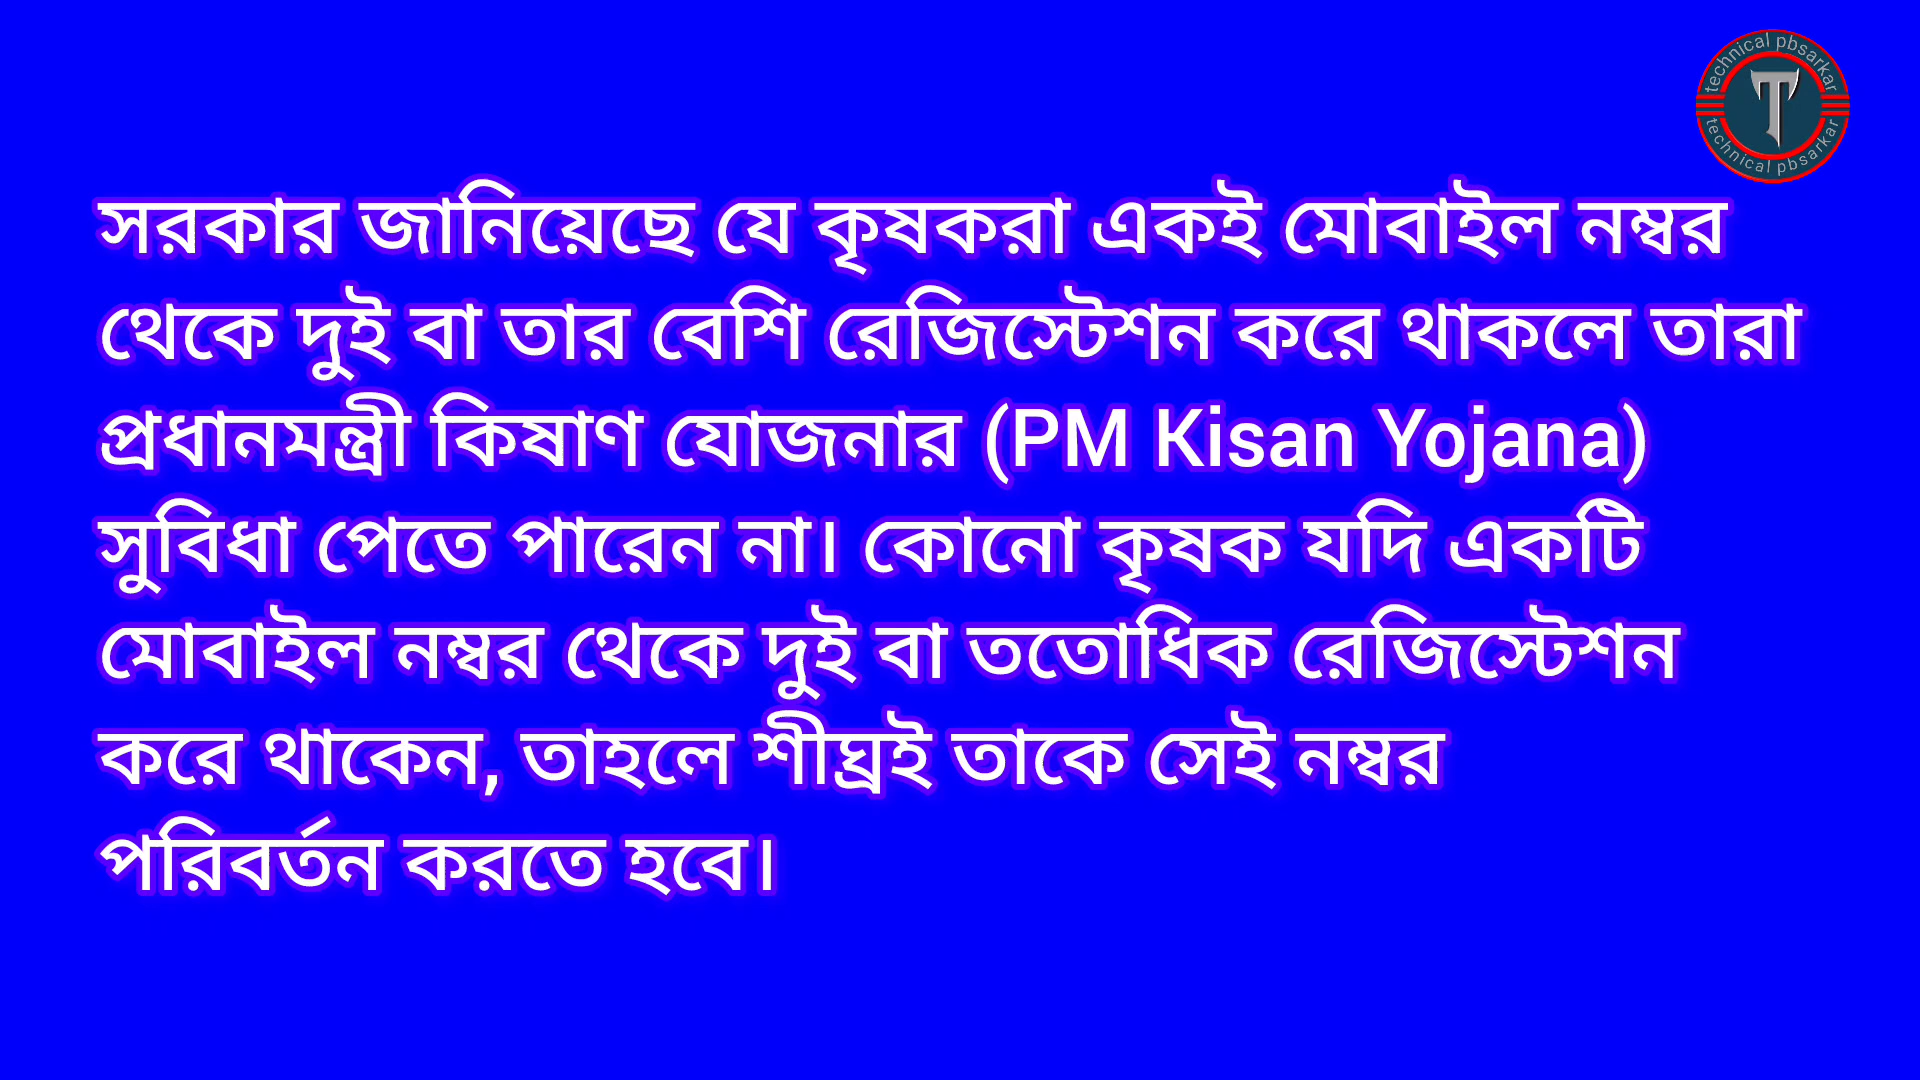 technical pbsarkar
T
technical pbsarkar
সরকার জানিয়েছে যে কৃষকরা একই মোবাইল নম্বর
থেকে দুই বা তার বেশি রেজিস্টেশন করে থাকলে তারা
প্রধানমন্ত্রী কিষাণ যোজনার (PM Kisan Yojana)
সুবিধা পেতে পারেন না। কোনো কৃষক যদি একটি
মোবাইল নম্বর থেকে দুই বা ততোধিক রেজিস্টেশন
করে থাকেন, তাহলে শীঘ্রই তাকে সেই নম্বর
পরিবর্তন করতে হবে।